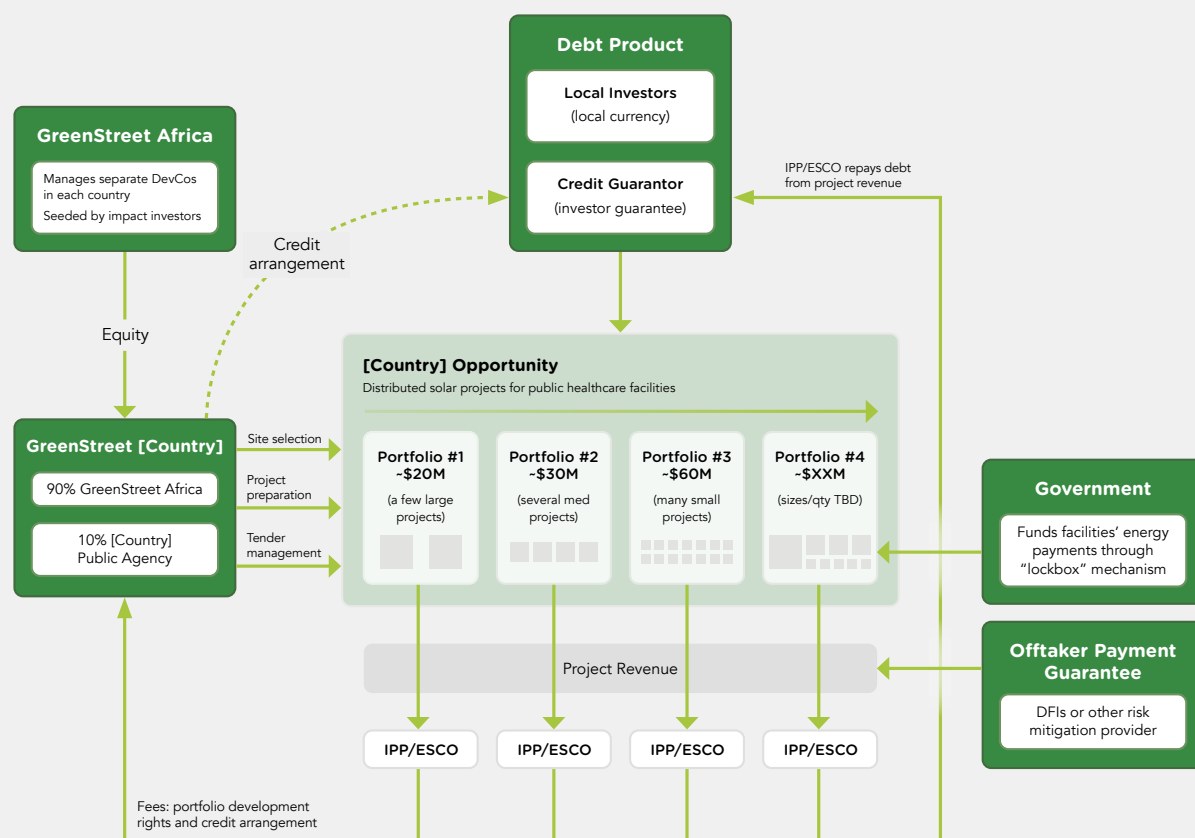 Debt Product
Local Investors
(local currency)
Credit Guarantor
(investor guarantee)
GreenStreet Africa
Manages separate DevCos
in each country
Seeded by impact investors
IPP/ESCO repays debt
from project revenue
Credit
arrangement
Equity
[Country] Opportunity
Distributed solar projects for public healthcare facilities
GreenStreet [Country]
90% GreenStreet Africa
10% [Country]
Public Agency
Site selection
Project
preparation
Tender
management
Portfolio #1
~$20M
(a few large
projects)
Portfolio #2
~$30M
(several med
projects)
Portfolio #3
~$60M
(many small
projects)
Portfolio #4
~$XXM
(sizes/qty TBD)
Government
Funds facilities’ energy
payments through
“lockbox” mechanism
Project Revenue
Offtaker Payment
Guarantee
DFIs or other risk
mitigation provider
IPP/ESCO
IPP/ESCO
IPP/ESCO
IPP/ESCO
Fees: portfolio development
rights and credit arrangement